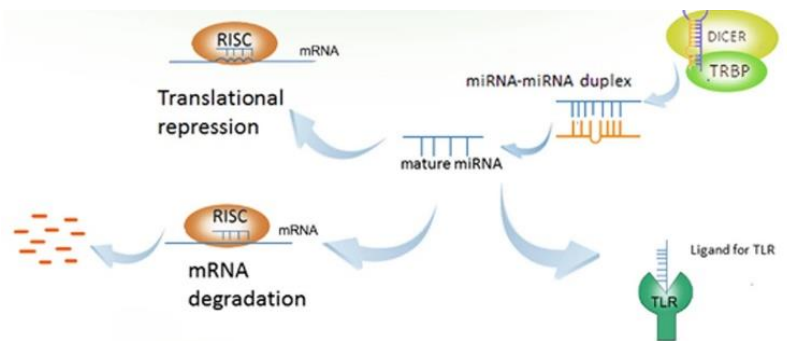 RISC
mRNA
Translational
repression
DICER
TRBP
miRNA-miRNA duplex
mature miRNA
RISC
mRNA
mRNA
degradation
Ligand for TLR
TLR